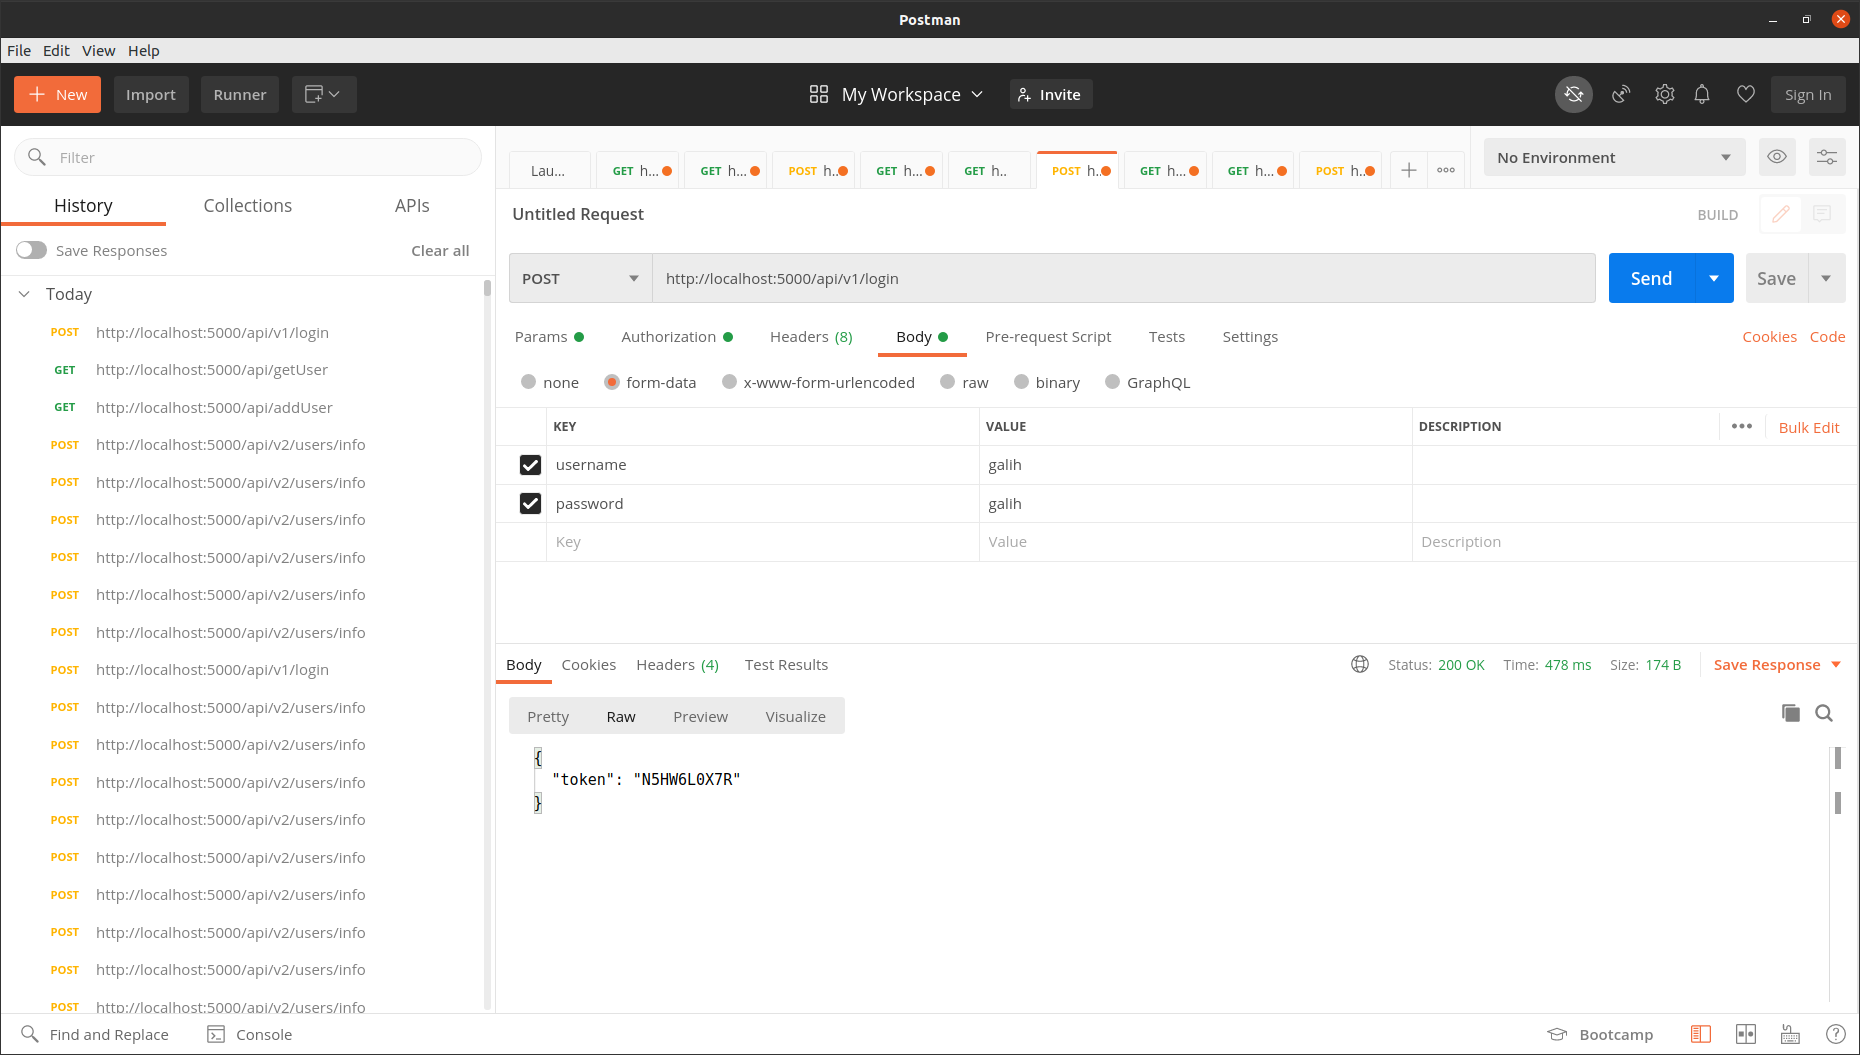 Postman
File Edit View Help
New Import Runner My Workspace Invite Sign In
Filter
History Collections APIs
Save Responses Clear all
Today
POST http://localhost:5000/api/v1/login
GET http://localhost:5000/api/getUser
GET http://localhost:5000/api/addUser
POST http://localhost:5000/api/v2/users/info
POST http://localhost:5000/api/v2/users/info
POST http://localhost:5000/api/v2/users/info
POST http://localhost:5000/api/v2/users/info
POST http://localhost:5000/api/v2/users/info
POST http://localhost:5000/api/v2/users/info
POST http://localhost:5000/api/v1/login
POST http://localhost:5000/api/v2/users/info
POST http://localhost:5000/api/v2/users/info
POST http://localhost:5000/api/v2/users/info
POST http://localhost:5000/api/v2/users/info
POST http://localhost:5000/api/v2/users/info
POST http://localhost:5000/api/v2/users/info
POST http://localhost:5000/api/v2/users/info
POST http://localhost:5000/api/v2/users/info
POST http://localhost:5000/api/v2/users/info
Lau... GET h... GET h... POST h.. GET h... GET h.. POST h.. GET h... GET h... POST h.. No Environment
Untitled Request BUILD
POST http://localhost:5000/api/v1/login Send Save
Params Authorization Headers (8) Body Pre-request Script Tests Settings Cookies Code
none form-data x-www-form-urlencoded raw binary GraphQL
KEY VALUE DESCRIPTION ••• Bulk Edit
username galih
password galih
Key Value Description
Body Cookies Headers (4) Test Results Status: 200 OK Time: 478 ms Size: 174 B Save Response
Pretty Raw Preview Visualize
{
"token": "N5HW6L0X7R"
}
Find and Replace Console Bootcamp